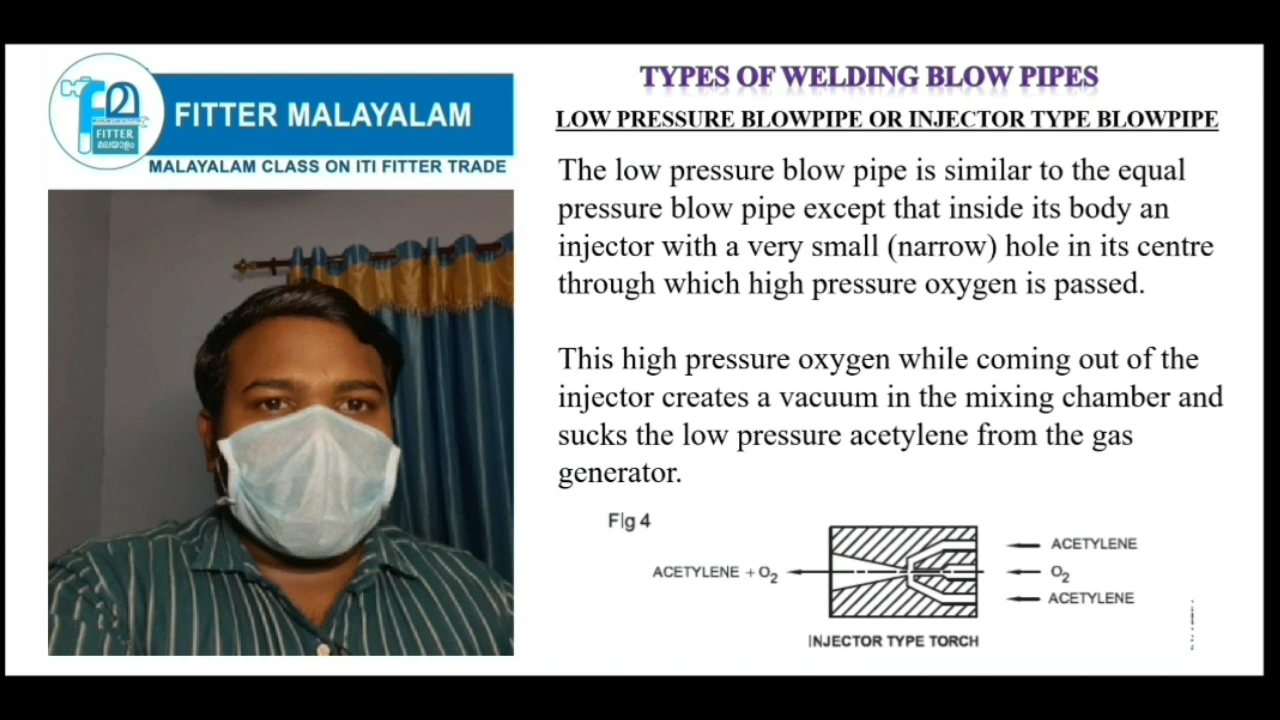 FITTER
മലയാളം
FITTER MALAYALAM
MALAYALAM CLASS ON ITI FITTER TRADE
TYPES OF WELDING BLOW PIPES
LOW PRESSURE BLOWPIPE OR INJECTOR TYPE BLOWPIPE
The low pressure blow pipe is similar to the equal
pressure blow pipe except that inside its body an
injector with a very small (narrow) hole in its centre
through which high pressure oxygen is passed.
This high pressure oxygen while coming out of the
injector creates a vacuum in the mixing chamber and
sucks the low pressure acetylene from the gas
generator.
Fig 4
ACETYLENE
ACETYLENE + O₂
O₂
ACETYLENE
INJECTOR TYPE TORCH